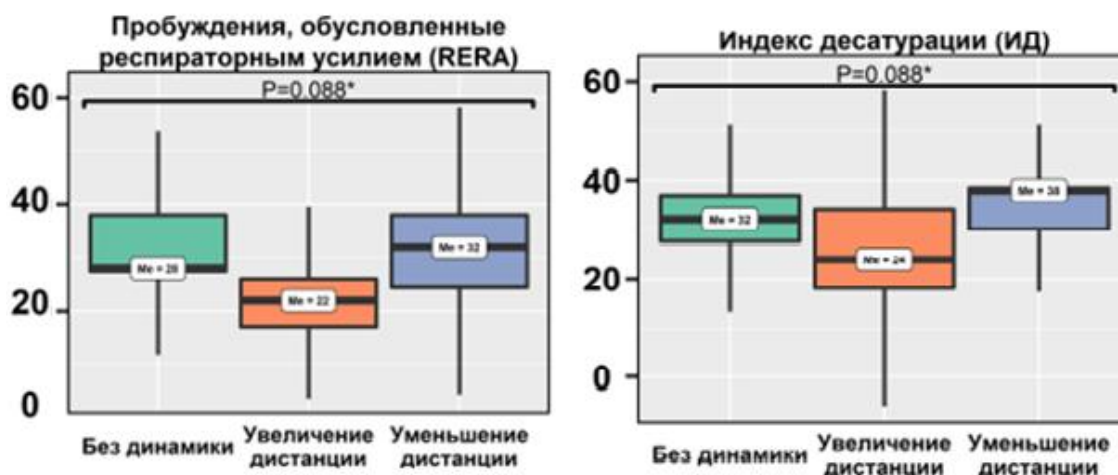 Пробуждения, обусловленные
респираторным усилием (RERA)
P=0.088*
60
40
20
0
Me = 28
Me = 22
Me = 32
Без динамики
Увеличение
дистанции
Уменьшение
дистанции
Индекс десатурации (ИД)
P=0.088*
60
40
20
0
Me = 32
Me = 24
Me = 38
Без динамики
Увеличение
дистанции
Уменьшение
дистанции